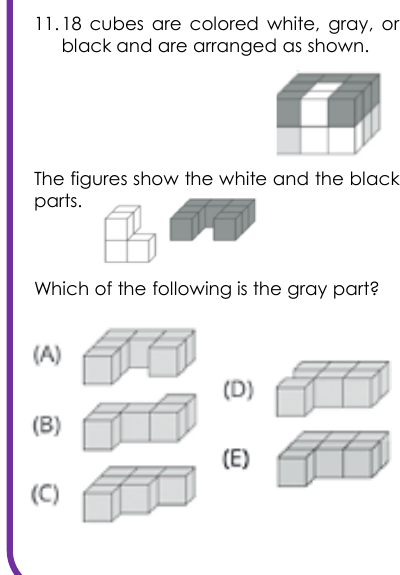 11. 18 cubes are colored white, gray, or
black and are arranged as shown.
The figures show the white and the black
parts.
Which of the following is the gray part?
(A)
(D)
(B)
(E)
(C)